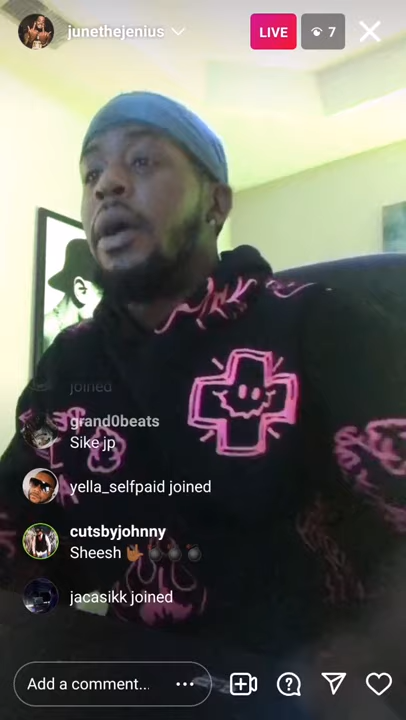 junethejenius
LIVE
7
joined
grand0beats
Sike jp
yella_selfpaid joined
cutsbyjohnny
Sheesh 🤟🏾💣💣💣
jacasikk joined
Add a comment...